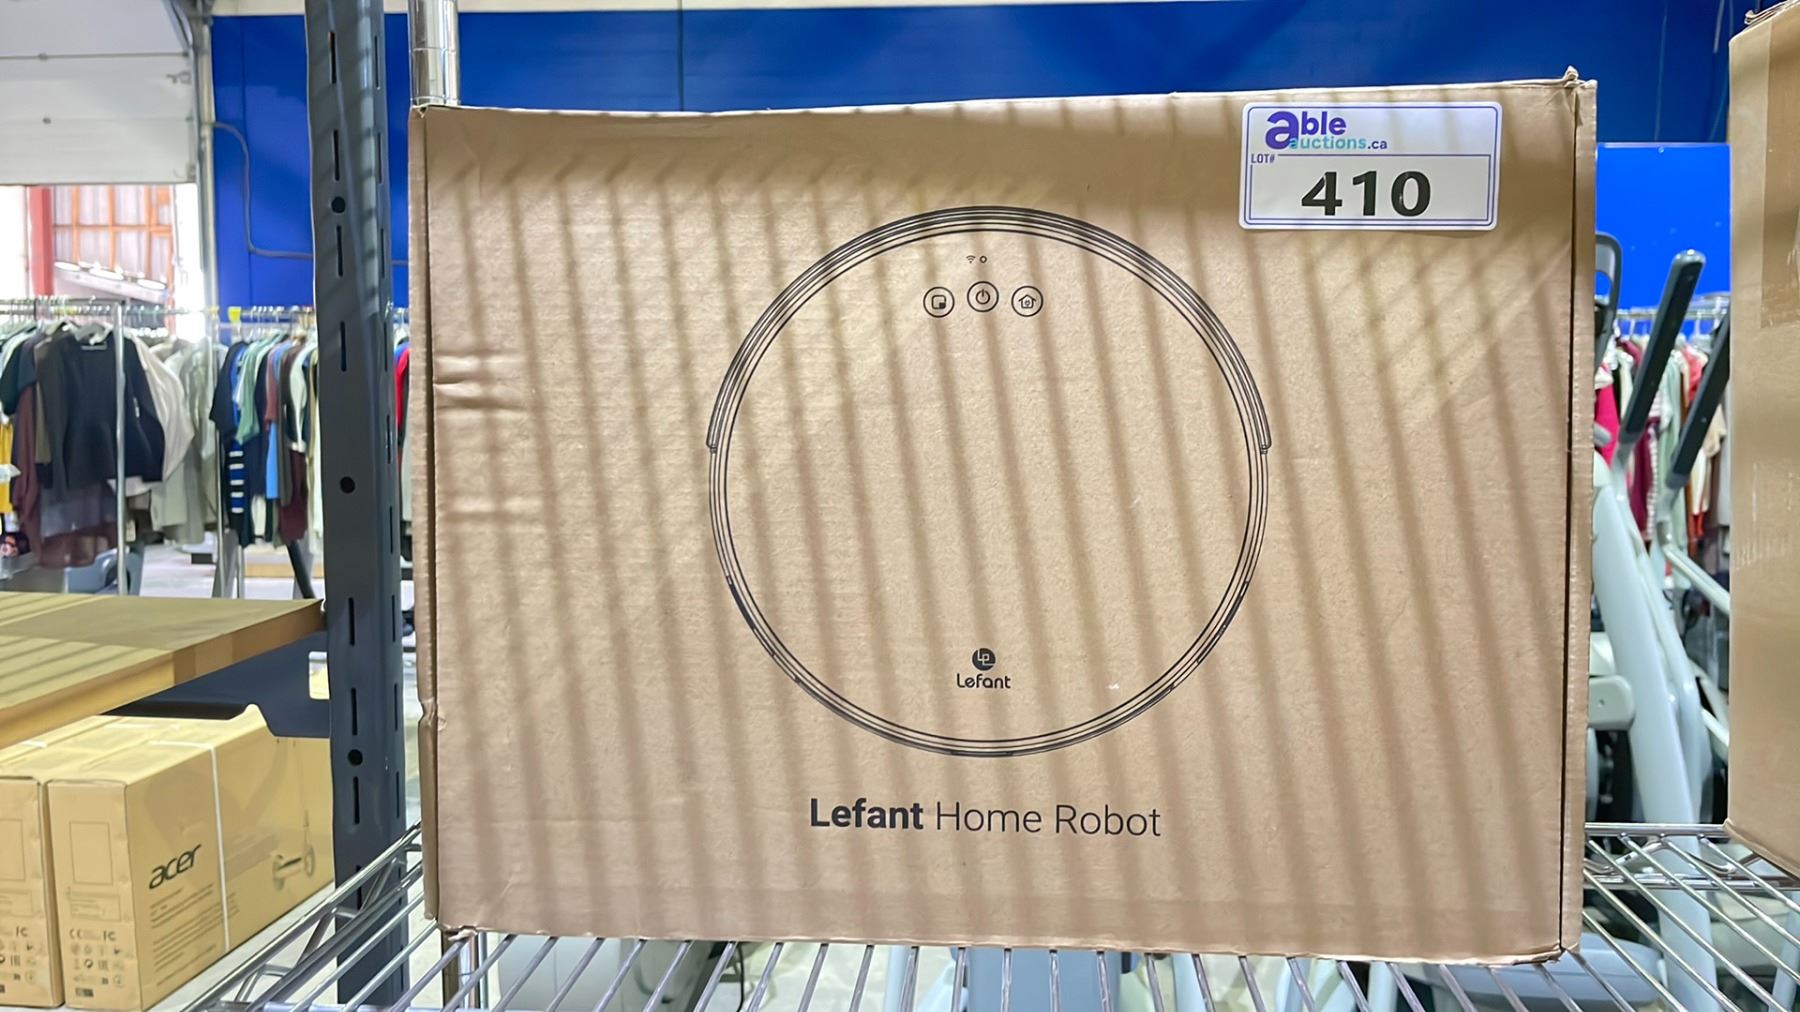 able
auctions.ca
LOT#
410
Lefant
Lefant Home Robot
acer